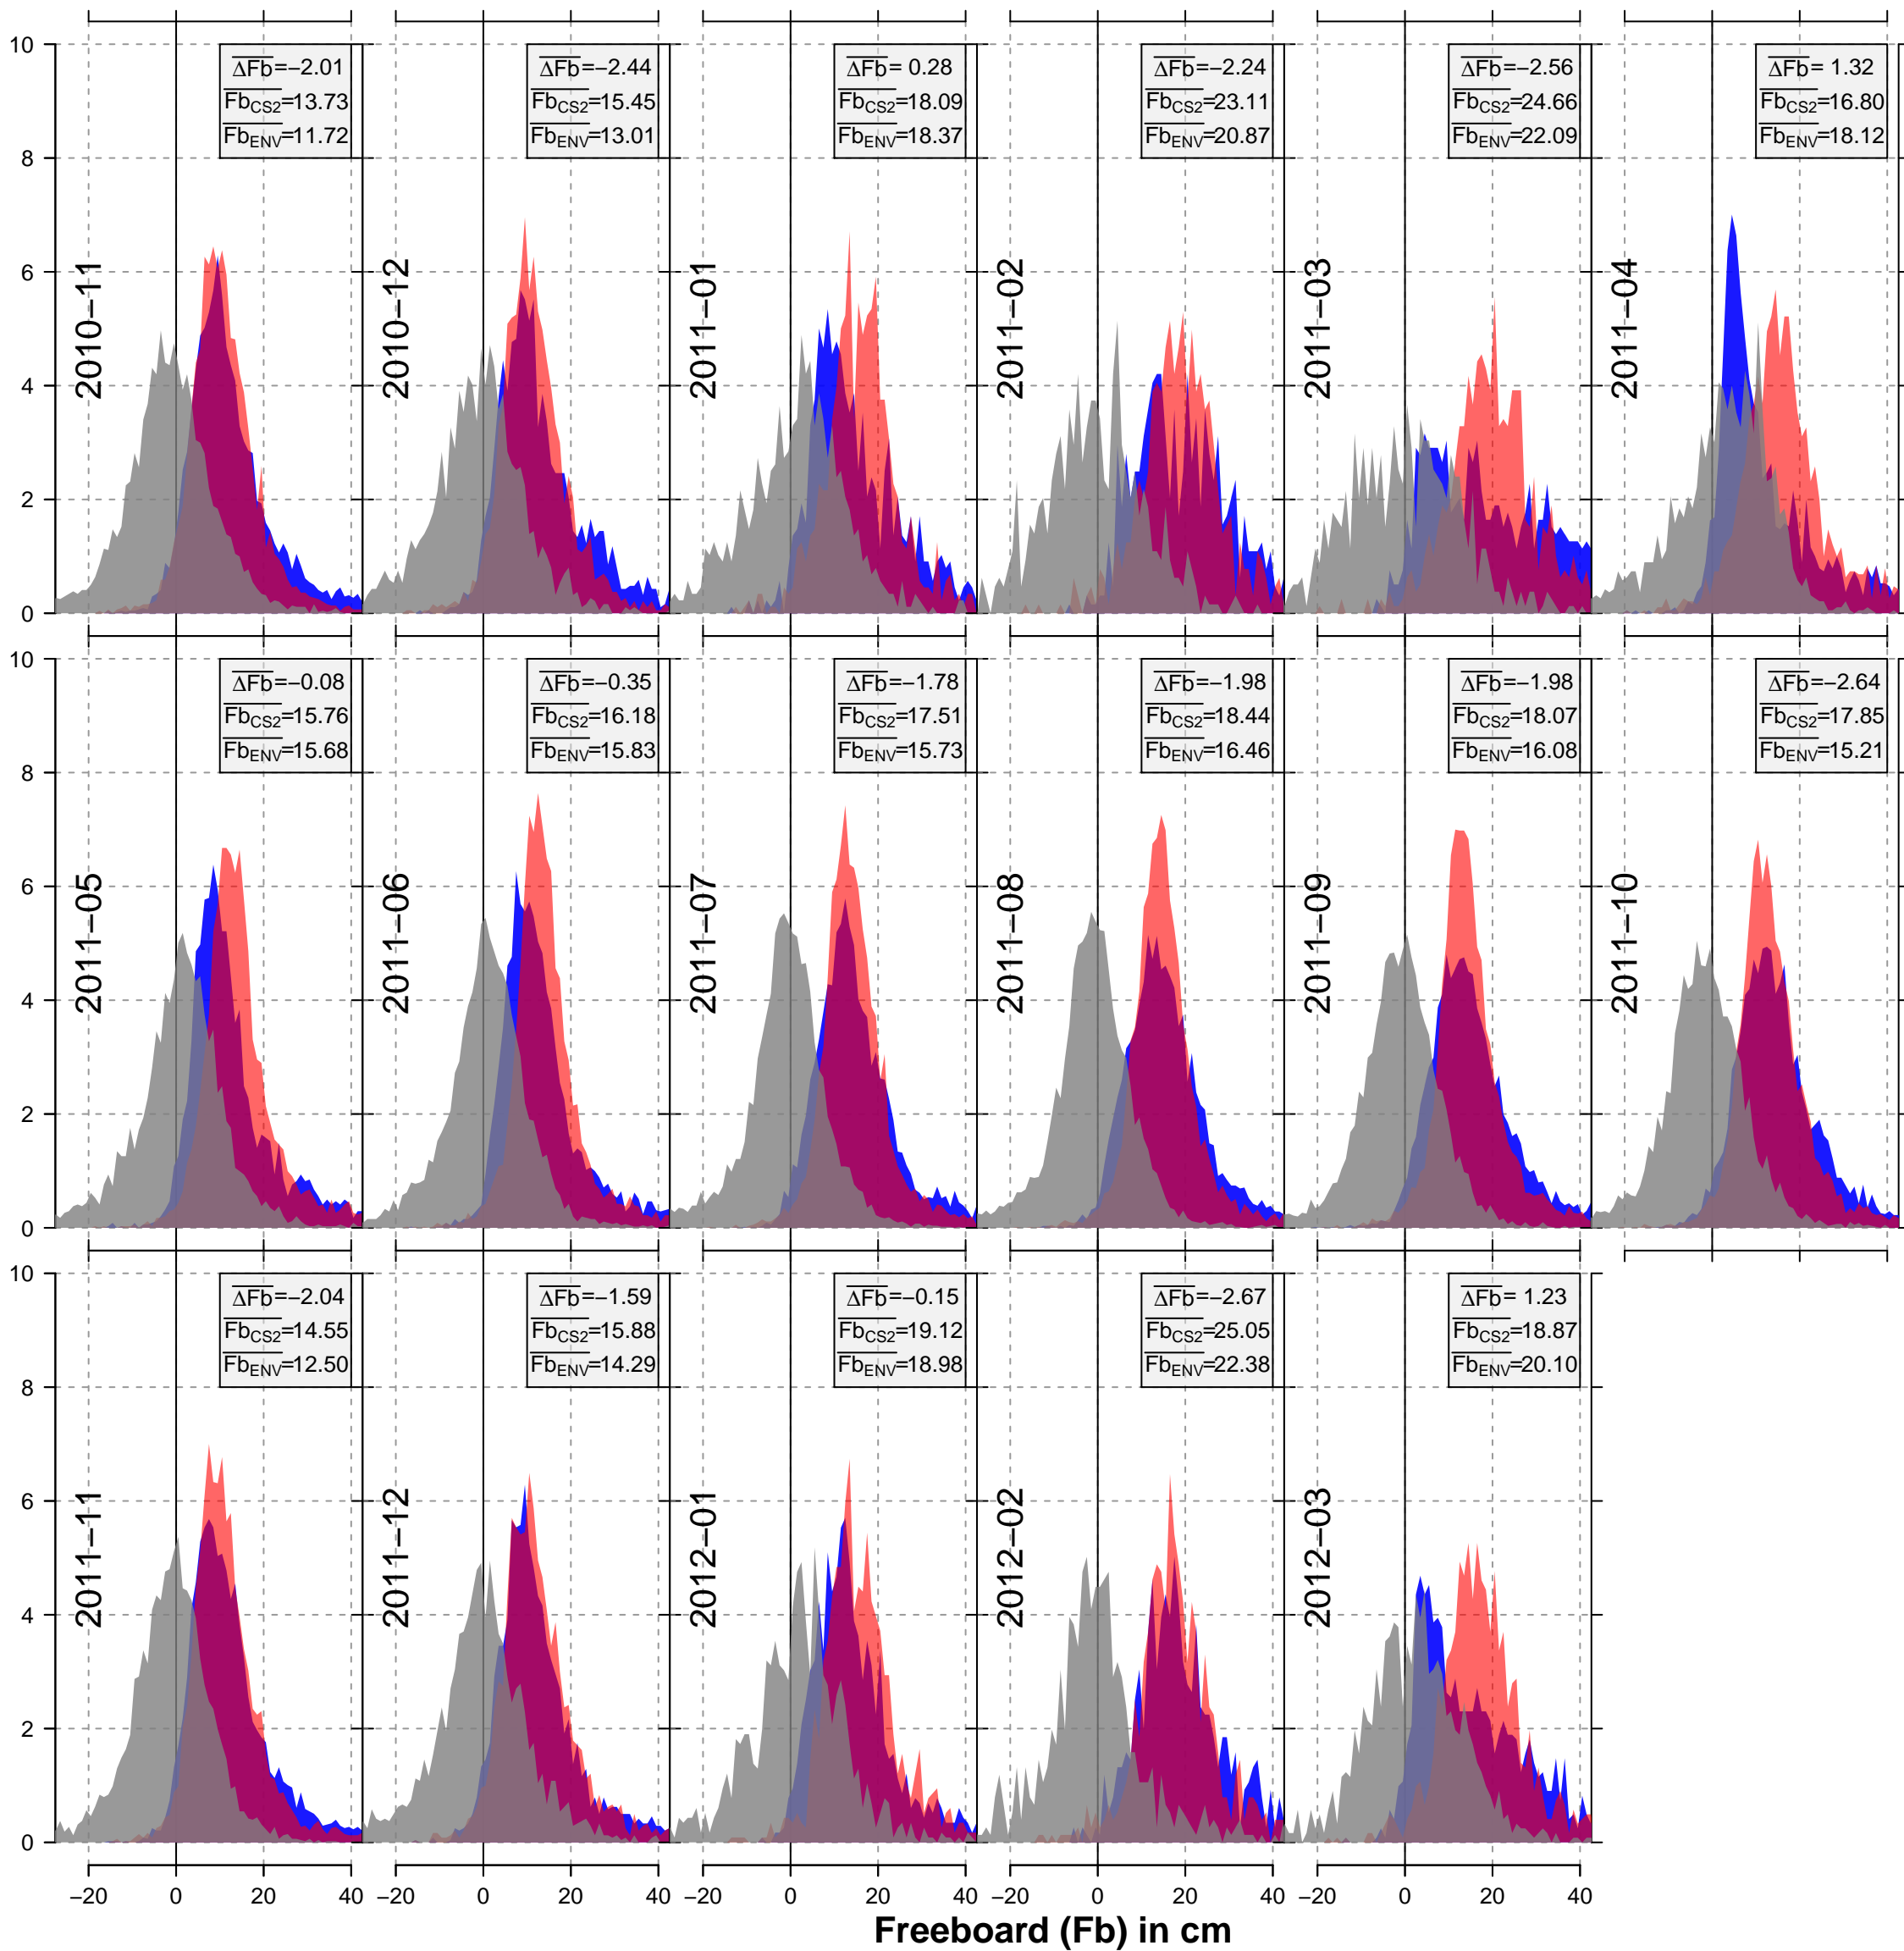 10
8
6
4
2
0
2010−11
ΔFb=−2.01
FbCS2=13.73
FbENV=11.72
2010−12
ΔFb=−2.44
FbCS2=15.45
FbENV=13.01
2011−01
ΔFb= 0.28
FbCS2=18.09
FbENV=18.37
2011−02
ΔFb=−2.24
FbCS2=23.11
FbENV=20.87
2011−03
ΔFb=−2.56
FbCS2=24.66
FbENV=22.09
2011−04
ΔFb= 1.32
FbCS2=16.80
FbENV=18.12
10
8
6
4
2
0
2011−05
ΔFb=−0.08
FbCS2=15.76
FbENV=15.68
2011−06
ΔFb=−0.35
FbCS2=16.18
FbENV=15.83
2011−07
ΔFb=−1.78
FbCS2=17.51
FbENV=15.73
2011−08
ΔFb=−1.98
FbCS2=18.44
FbENV=16.46
2011−09
ΔFb=−1.98
FbCS2=18.07
FbENV=16.08
2011−10
ΔFb=−2.64
FbCS2=17.85
FbENV=15.21
10
8
6
4
2
0
2011−11
ΔFb=−2.04
FbCS2=14.55
FbENV=12.50
2011−12
ΔFb=−1.59
FbCS2=15.88
FbENV=14.29
2012−01
ΔFb=−0.15
FbCS2=19.12
FbENV=18.98
2012−02
ΔFb=−2.67
FbCS2=25.05
FbENV=22.38
2012−03
ΔFb= 1.23
FbCS2=18.87
FbENV=20.10
−20 0 20 40 −20 0 20 40 −20 0 20 40 −20 0 20 40 −20 0 20 40
Freeboard (Fb) in cm